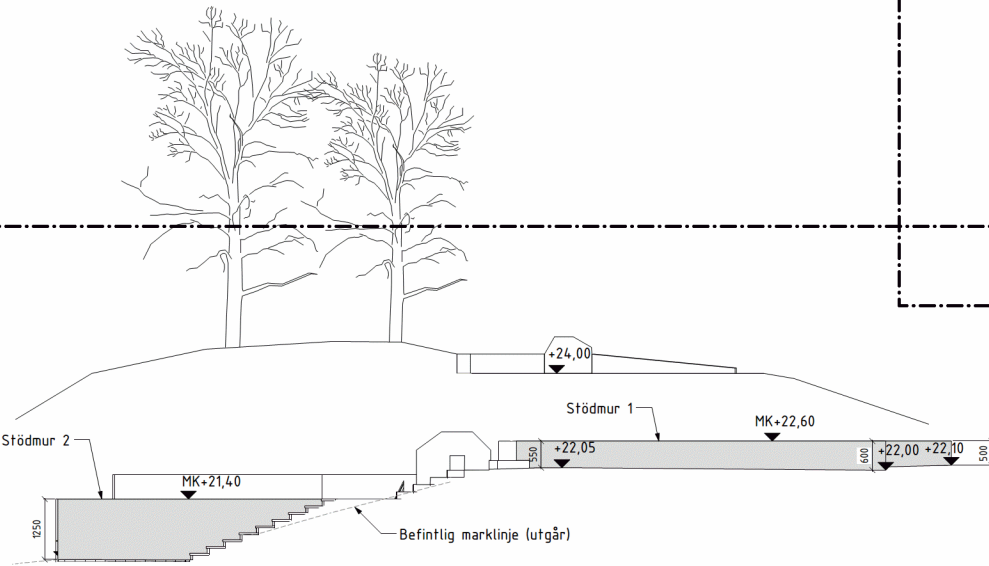 +24,00
Stödmur 1
MK+22,60
Stödmur 2
+22,05
550
600
+22,00
+22,10
500
MK+21,40
1250
Befintlig marklinje (utgår)